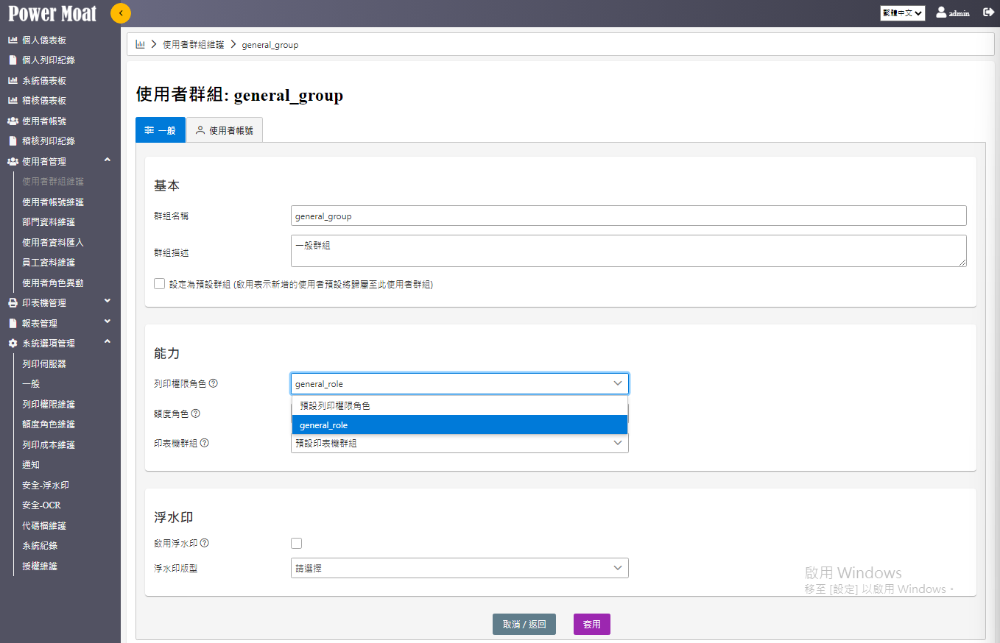 Power Moat
繁體中文
admin
個人儀表板
個人列印紀錄
系統儀表板
稽核儀表板
使用者帳號
稽核列印紀錄
使用者管理
使用者群組維護
使用者帳號維護
部門資料維護
使用者資料匯入
員工資料維護
使用者角色異動
印表機管理
報表管理
系統選項管理
列印伺服器
一般
列印權限維護
額度角色維護
列印成本維護
通知
安全-浮水印
安全-OCR
代碼檔維護
系統紀錄
授權維護
使用者群組維護 general_group
使用者群組: general_group
一般 使用者帳號
基本
群組名稱 general_group
群組描述 一般群組
設定為預設群組 (啟用表示新增的使用者預設將歸屬至此使用者群組)
能力
列印權限角色 general_role
預設列印權限角色
額度角色 general_role
印表機群組 預設印表機群組
浮水印
啟用浮水印
浮水印版型 請選擇
啟用 Windows
移至 [設定] 以啟用 Windows。
取消 / 返回 套用